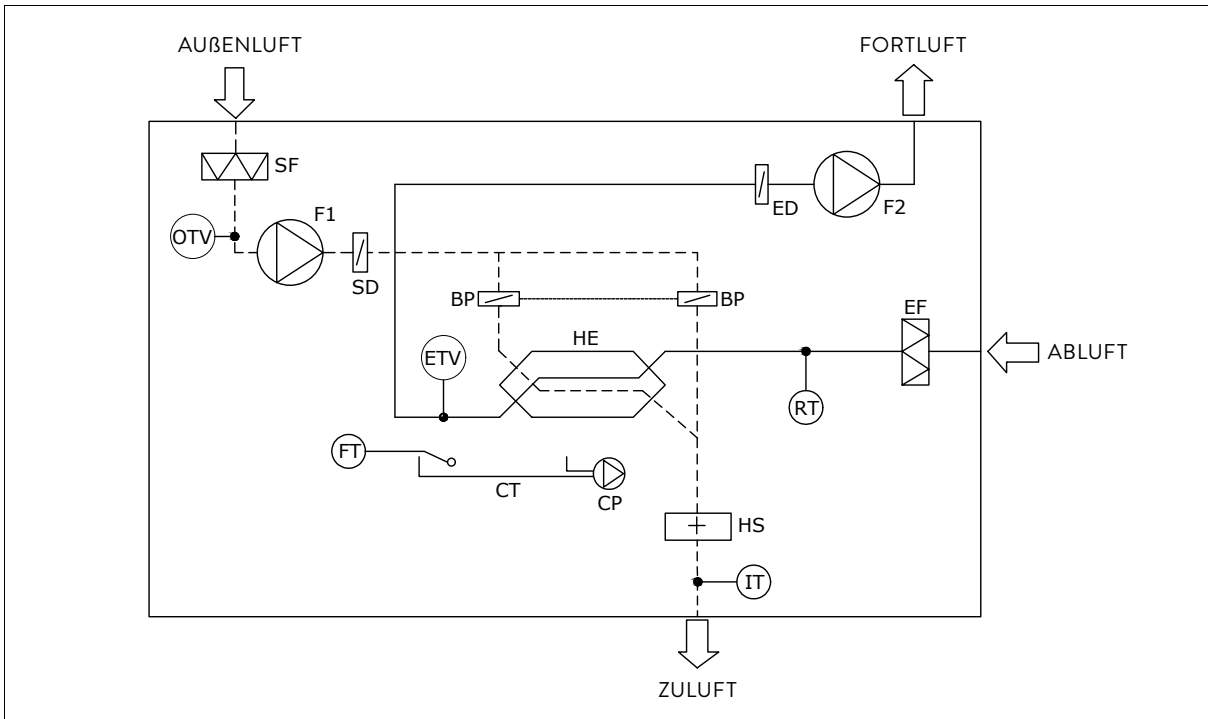 AUßENLUFT
FORTLUFT
SF
F1
OTV
SD
ED
F2
BP
BP
EF
HE
ETV
ABLUFT
RT
FT
CT
CP
HS
IT
ZULUFT